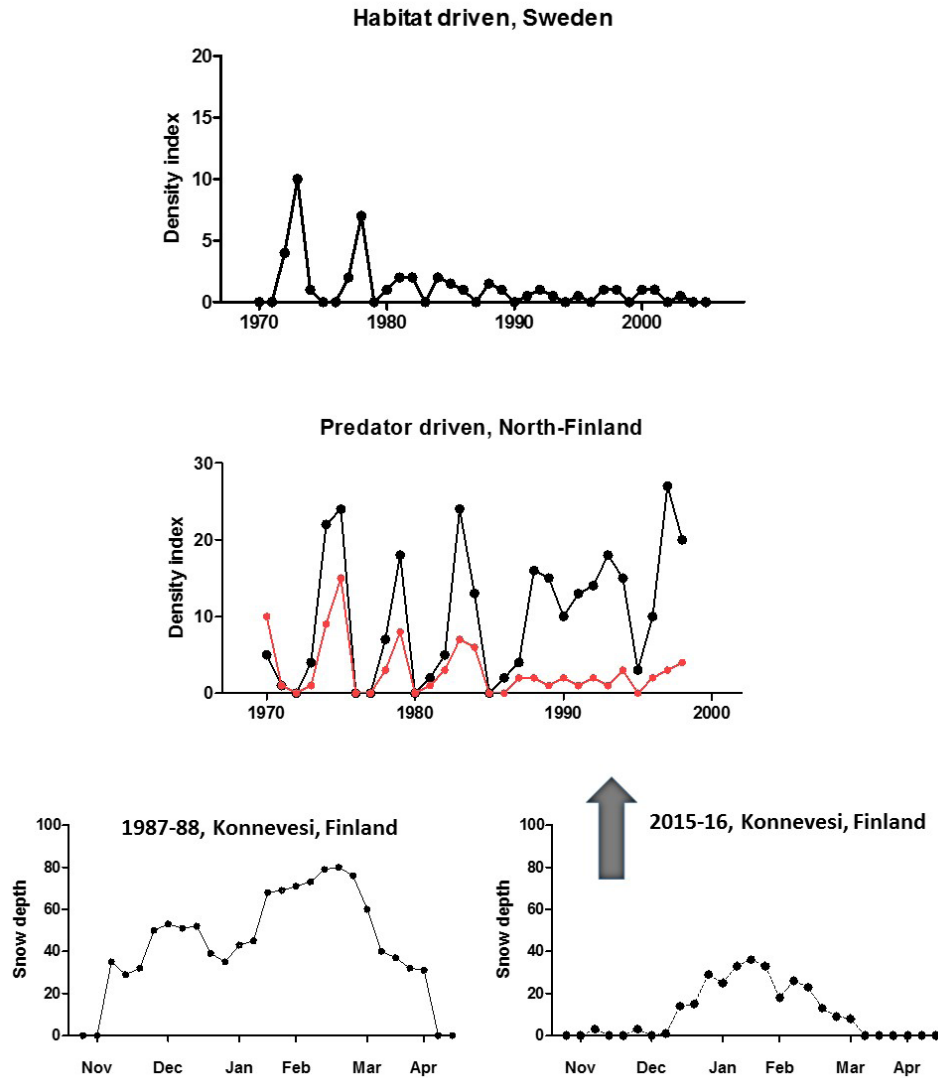 Habitat driven, Sweden
20
15
10
5
0
Density index
1970 1980 1990 2000
Predator driven, North-Finland
30
20
10
0
Density index
1970 1980 1990 2000
1987-88, Konnevesi, Finland
100
80
60
40
20
0
Snow depth
Nov Dec Jan Feb Mar Apr
2015-16, Konnevesi, Finland
100
80
60
40
20
0
Snow depth
Nov Dec Jan Feb Mar Apr